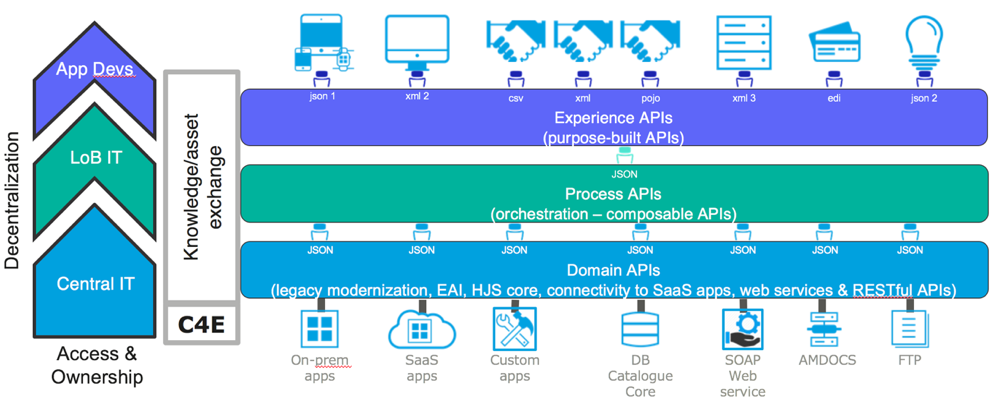 Decentralization
App Devs
LoB IT
Central IT
Access &
Ownership
Knowledge/asset
exchange
C4E
json 1
xml 2
csv
xml
pojo
xml 3
edi
json 2
Experience APIs
(purpose-built APIs)
JSON
Process APIs
(orchestration – composable APIs)
JSON
JSON
JSON
JSON
JSON
JSON
JSON
Domain APIs
(legacy modernization, EAI, HJS core, connectivity to SaaS apps, web services & RESTful APIs)
On-prem
apps
SaaS
apps
Custom
apps
DB
Catalogue
Core
SOAP
Web
service
AMDOCS
FTP